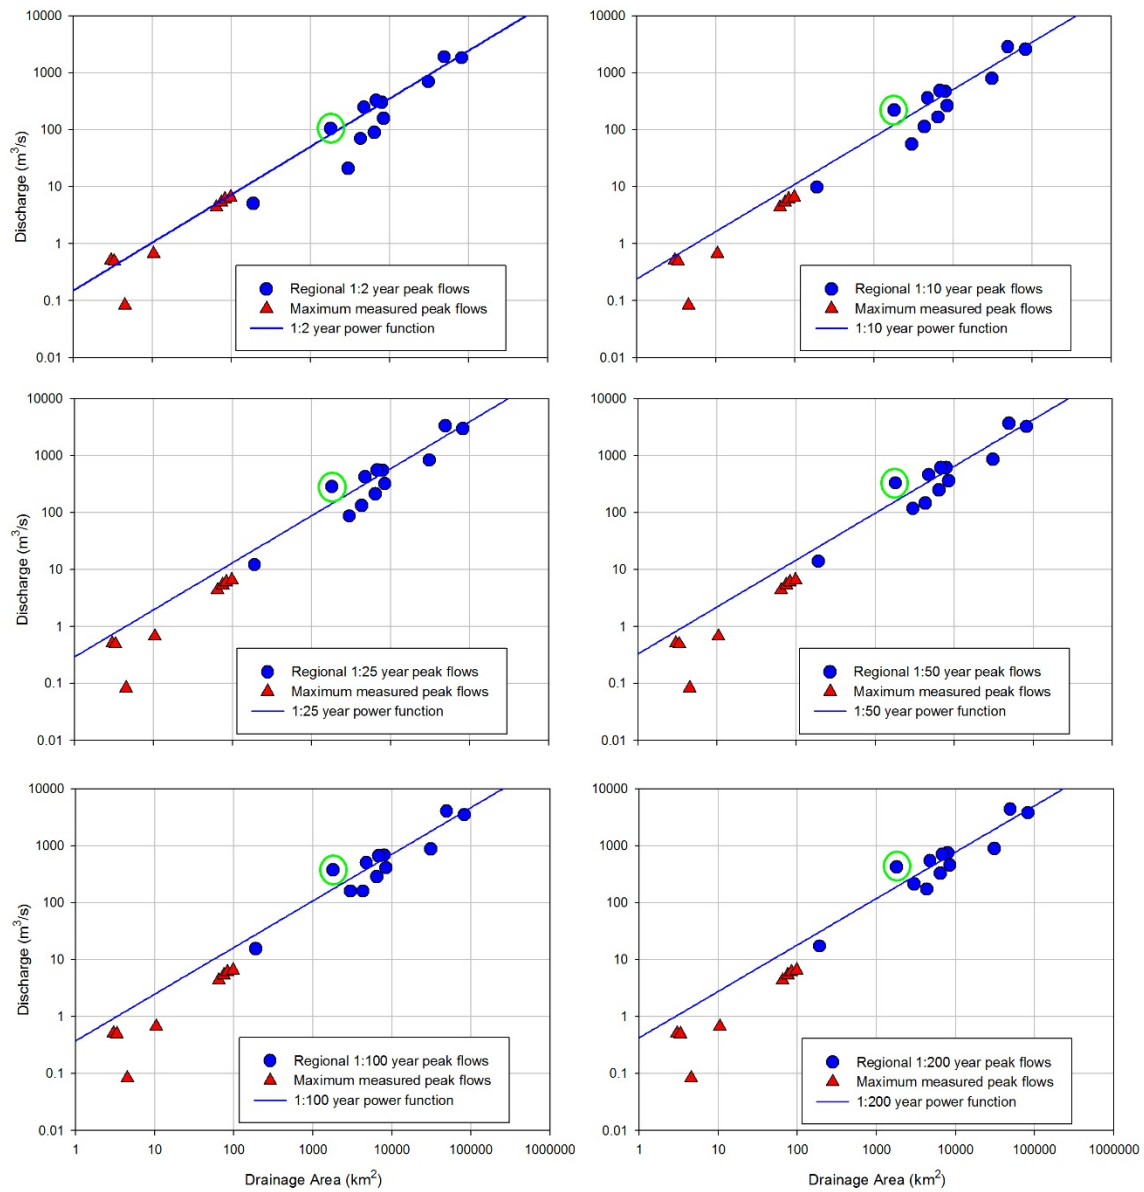 10000
1000
100
10
1
0.1
0.01
Discharge (m³/s)
Regional 1:2 year peak flows
Maximum measured peak flows
1:2 year power function
10000
1000
100
10
1
0.1
0.01
Regional 1:10 year peak flows
Maximum measured peak flows
1:10 year power function
10000
1000
100
10
1
0.1
0.01
Discharge (m³/s)
Regional 1:25 year peak flows
Maximum measured peak flows
1:25 year power function
10000
1000
100
10
1
0.1
0.01
Regional 1:50 year peak flows
Maximum measured peak flows
1:50 year power function
10000
1000
100
10
1
0.1
0.01
Discharge (m³/s)
Regional 1:100 year peak flows
Maximum measured peak flows
1:100 year power function
1 10 100 1000 10000 100000 1000000
Drainage Area (km²)
10000
1000
100
10
1
0.1
0.01
Regional 1:200 year peak flows
Maximum measured peak flows
1:200 year power function
1 10 100 1000 10000 100000 1000000
Drainage Area (km²)